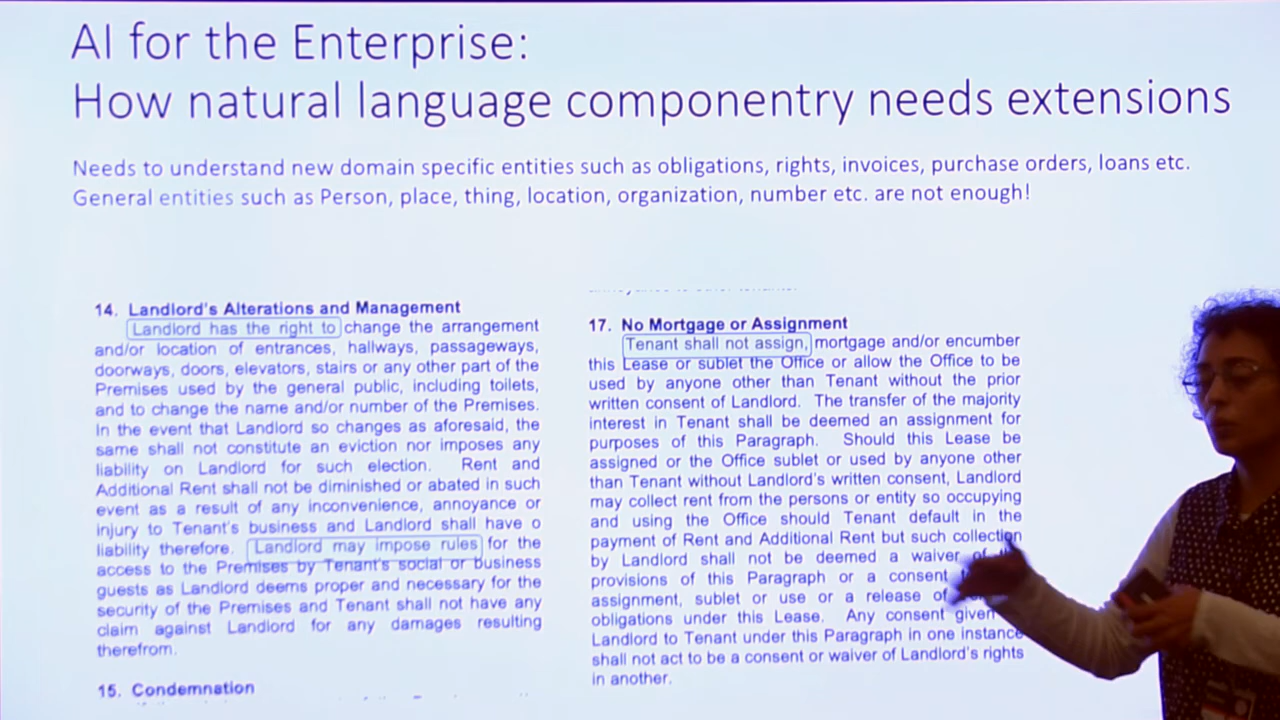 AI for the Enterprise:
How natural language componentry needs extensions
Needs to understand new domain specific entities such as obligations, rights, invoices, purchase orders, loans etc.
General entities such as Person, place, thing, location, organization, number etc. are not enough!
14. Landlord's Alterations and Management
Landlord has the right to change the arrangement
and/or location of entrances, hallways, passageways,
doorways, doors, elevators, stairs or any other part of the
Premises used by the general public, including toilets,
and to change the name and/or number of the Premises.
In the event that Landlord so changes as aforesaid, the
same shall not constitute an eviction nor imposes any
liability on Landlord for such election. Rent and
Additional Rent shall not be diminished or abated in such
event as a result of any inconvenience, annoyance or
injury to Tenant's business and Landlord shall have o
liability therefore. Landlord may impose rules for the
access to the Premises by Tenant's social or business
guests as Landlord deems proper and necessary for the
security of the Premises and Tenant shall not have any
claim against Landlord for any damages resulting
therefrom.
15. Condemnation
17. No Mortgage or Assignment
Tenant shall not assign, mortgage and/or encumber
this Lease or sublet the Office or allow the Office to be
used by anyone other than Tenant without the prior
written consent of Landlord. The transfer of the majority
interest in Tenant shall be deemed an assignment for
purposes of this Paragraph. Should this Lease be
assigned or the Office sublet or used by anyone other
than Tenant without Landlord's written consent, Landlord
may collect rent from the persons or entity so occupying
and using the Office should Tenant default in the
payment of Rent and Additional Rent but such collection
by Landlord shall not be deemed a waiver of
provisions of this Paragraph or a consent
assignment, sublet or use or a release of
obligations under this Lease. Any consent given
Landlord to Tenant under this Paragraph in one instance
shall not act to be a consent or waiver of Landlord's rights
in another.